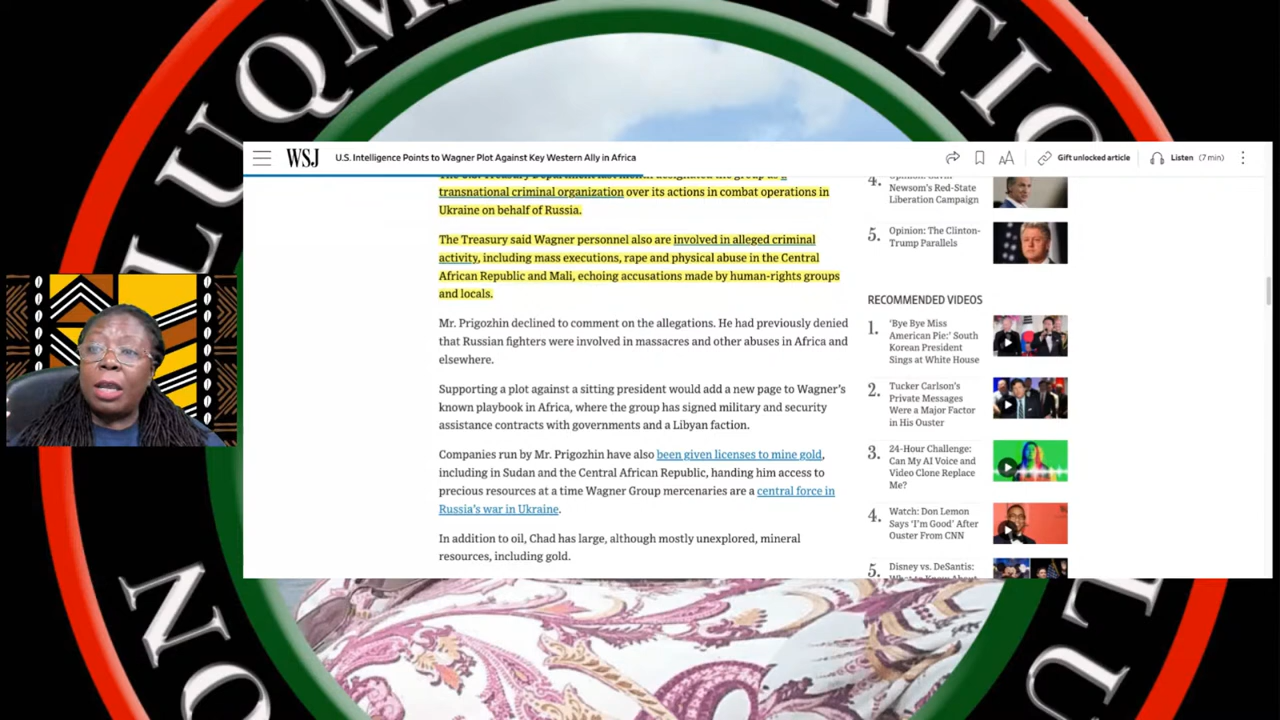 LUQM
ATIO
WSJ
U.S. Intelligence Points to Wagner Plot Against Key Western Ally in Africa
Gift unlocked article
Listen (7 min)
transnational criminal organization over its actions in combat operations in
Ukraine on behalf of Russia.
The Treasury said Wagner personnel also are involved in alleged criminal
activity, including mass executions, rape and physical abuse in the Central
African Republic and Mali, echoing accusations made by human-rights groups
and locals.
Mr. Prigozhin declined to comment on the allegations. He had previously denied
that Russian fighters were involved in massacres and other abuses in Africa and
elsewhere.
Supporting a plot against a sitting president would add a new page to Wagner's
known playbook in Africa, where the group has signed military and security
assistance contracts with governments and a Libyan faction.
Companies run by Mr. Prigozhin have also been given licenses to mine gold,
including in Sudan and the Central African Republic, handing him access to
precious resources at a time Wagner Group mercenaries are a central force in
Russia's war in Ukraine.
In addition to oil, Chad has large, although mostly unexplored, mineral
resources, including gold.
4.
Newsom's Red-State
Liberation Campaign
5. Opinion: The Clinton-
Trump Parallels
RECOMMENDED VIDEOS
1. 'Bye Bye Miss
American Pie:' South
Korean President
Sings at White House
2. Tucker Carlson's
Private Messages
Were a Major Factor
in His Ouster
3. 24-Hour Challenge:
Can My AI Voice and
Video Clone Replace
Me?
4. Watch: Don Lemon
Says 'I'm Good' After
Ouster From CNN
5. Disney vs. DeSantis:
NO
LTU